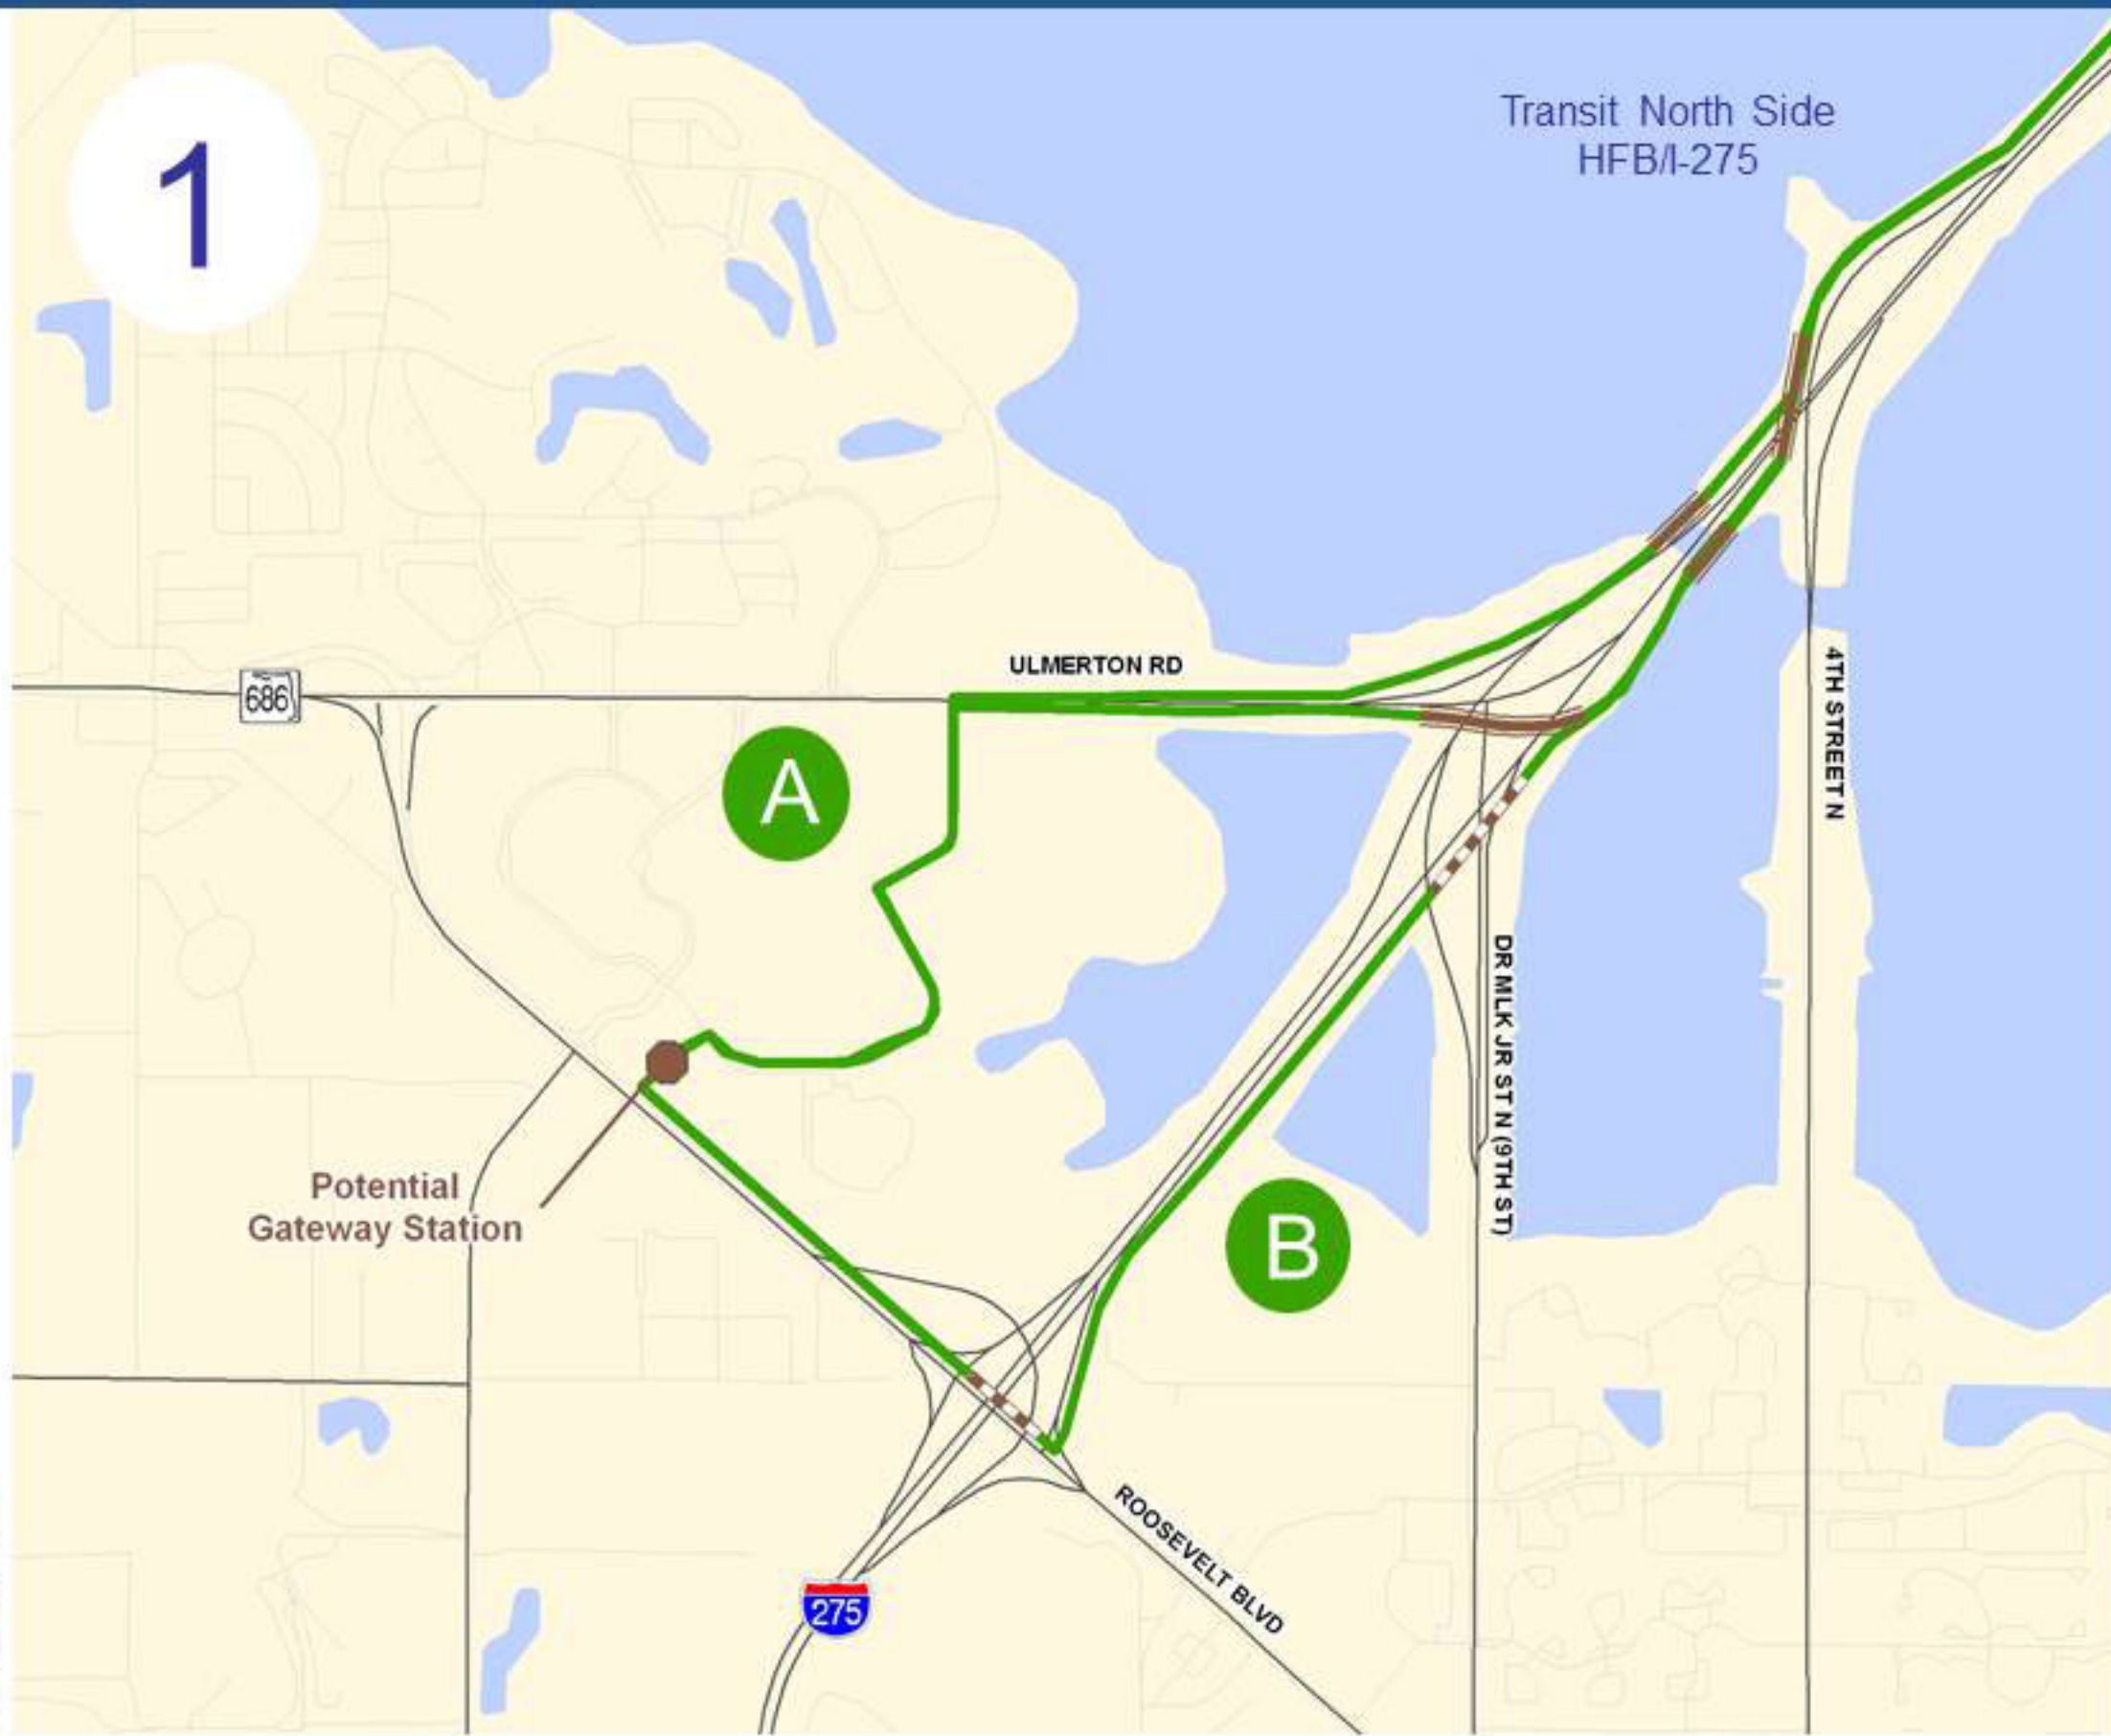 1
Transit North Side
HFB/I-275
ULMERTON RD
686
4TH STREET N
A
DR MLK JR ST N (9TH ST)
Potential
Gateway Station
B
ROOSEVELT BLVD
275